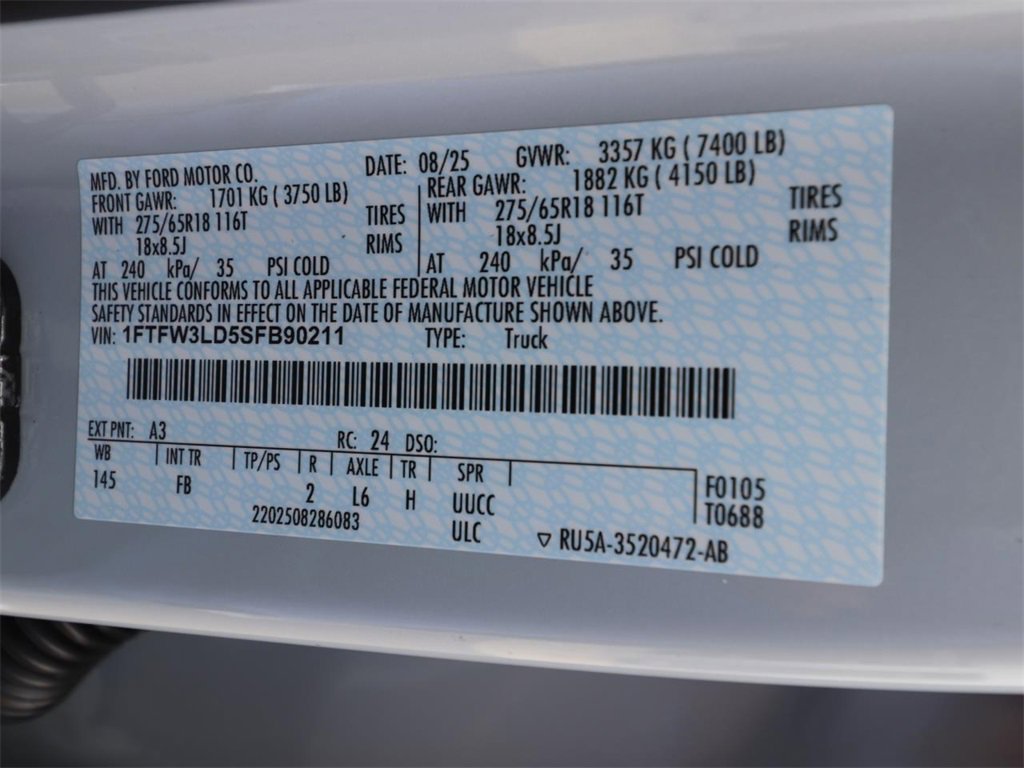 MFD. BY FORD MOTOR CO. DATE: 08/25 GVWR: 3357 KG ( 7400 LB)
FRONT GAWR: 1701 KG ( 3750 LB) REAR GAWR: 1882 KG ( 4150 LB)
WITH 275/65R18 116T TIRES WITH 275/65R18 116T TIRES
18x8.5J RIMS 18x8.5J RIMS
AT 240 kPa/ 35 PSI COLD AT 240 kPa/ 35 PSI COLD
THIS VEHICLE CONFORMS TO ALL APPLICABLE FEDERAL MOTOR VEHICLE
SAFETY STANDARDS IN EFFECT ON THE DATE OF MANUFACTURE SHOWN ABOVE.
VIN: 1FTFW3LD5SFB90211 TYPE: Truck
EXT PNT: A3 RC: 24 DSO:
WB INT TR TP/PS R AXLE TR SPR
145 FB 2 L6 H UUCC F0105
2202508286083 ULC T0688
RU5A-3520472-AB